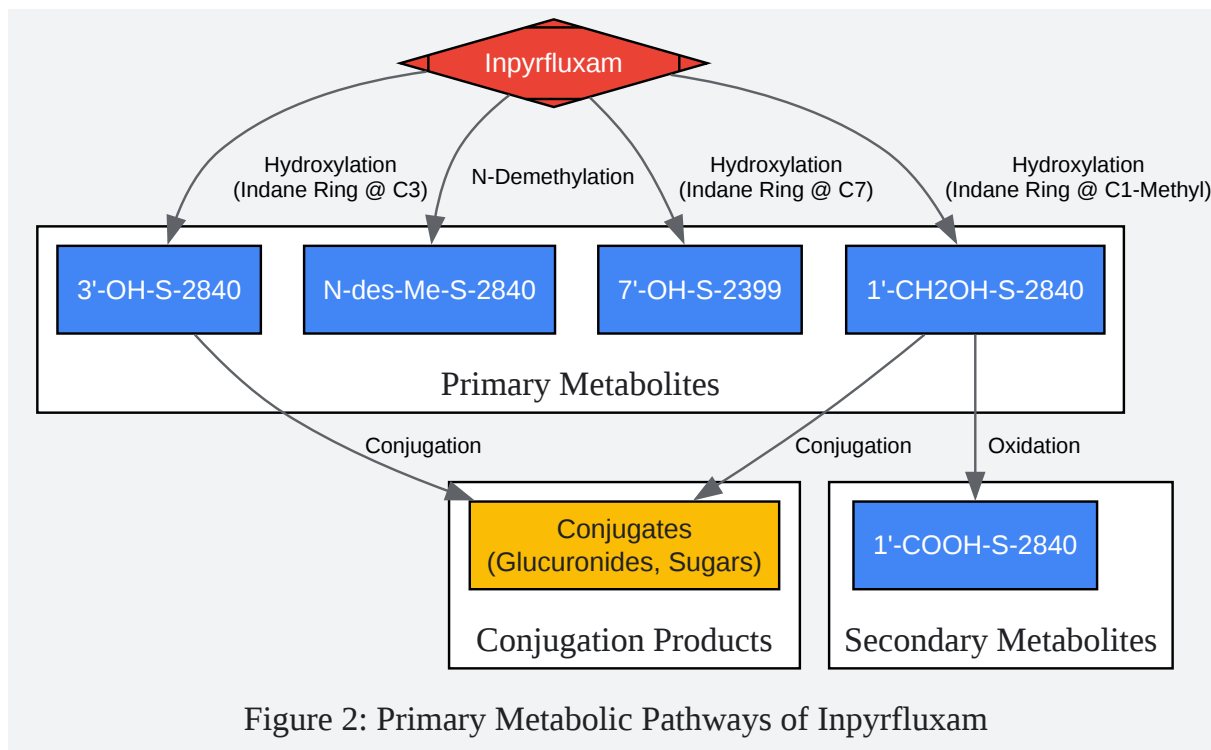 Inpyrfluxam
Hydroxylation
(Indane Ring @ C3)
N-Demethylation
Hydroxylation
(Indane Ring @ C7)
Hydroxylation
(Indane Ring @ C1-Methyl)
3'-OH-S-2840
N-des-Me-S-2840
7'-OH-S-2399
1'-CH2OH-S-2840
Primary Metabolites
Conjugation
Conjugation
Oxidation
Conjugates
(Glucuronides, Sugars)
1'-COOH-S-2840
Conjugation Products
Secondary Metabolites
Figure 2: Primary Metabolic Pathways of Inpyrfluxam